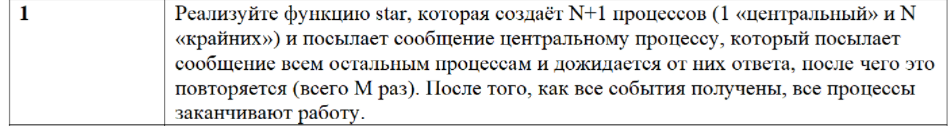 1
Реализуйте функцию star, которая создаёт N+1 процессов (1 «центральный» и N
«крайних») и посылает сообщение центральному процессу, который посылает
сообщение всем остальным процессам и дожидается от них ответа, после чего это
повторяется (всего M раз). После того, как все события получены, все процессы
заканчивают работу.